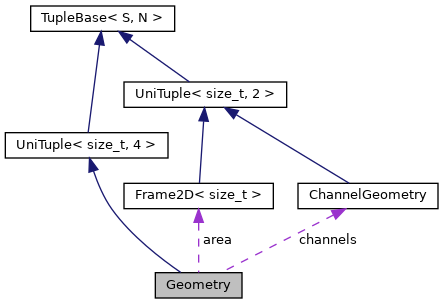 TupleBase< S, N >
UniTuple< size_t, 2 >
UniTuple< size_t, 4 >
Frame2D< size_t >
ChannelGeometry
area
channels
Geometry